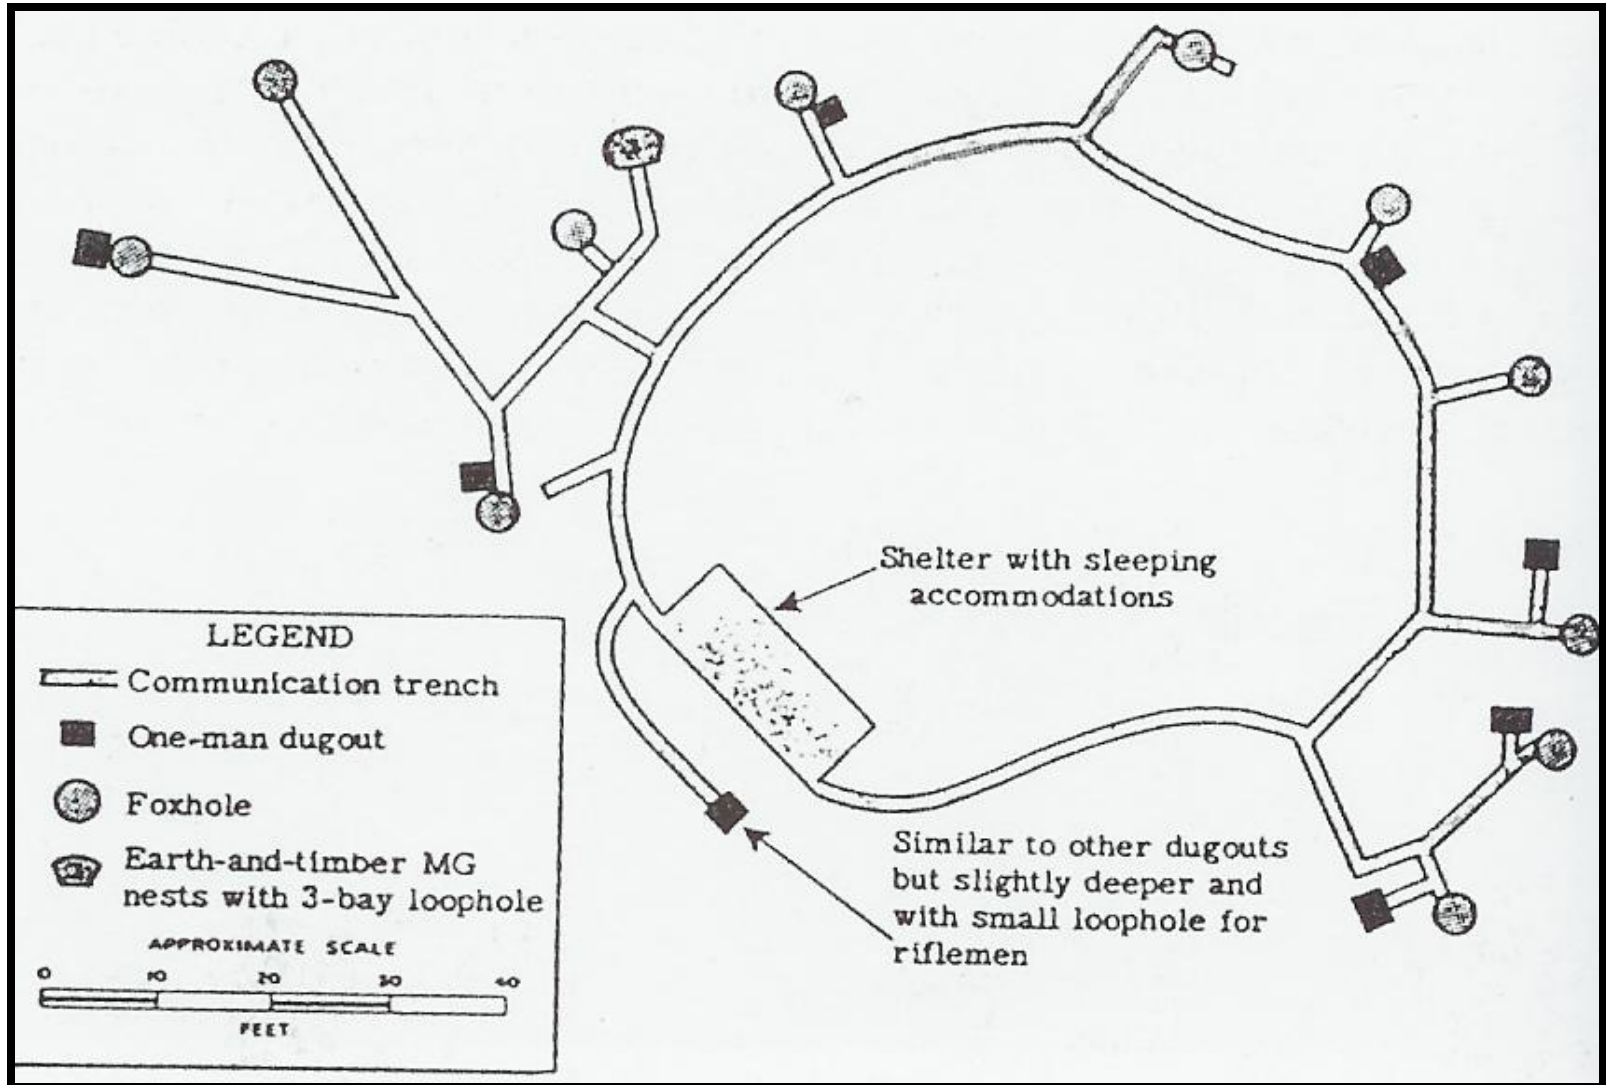 Shelter with sleeping
accommodations
LEGEND
Communication trench
One-man dugout
Foxhole
Earth-and-timber MG
nests with 3-bay loophole
APPROXIMATE SCALE
0 10 20 30 40
FEET
Similar to other dugouts
but slightly deeper and
with small loophole for
riflemen